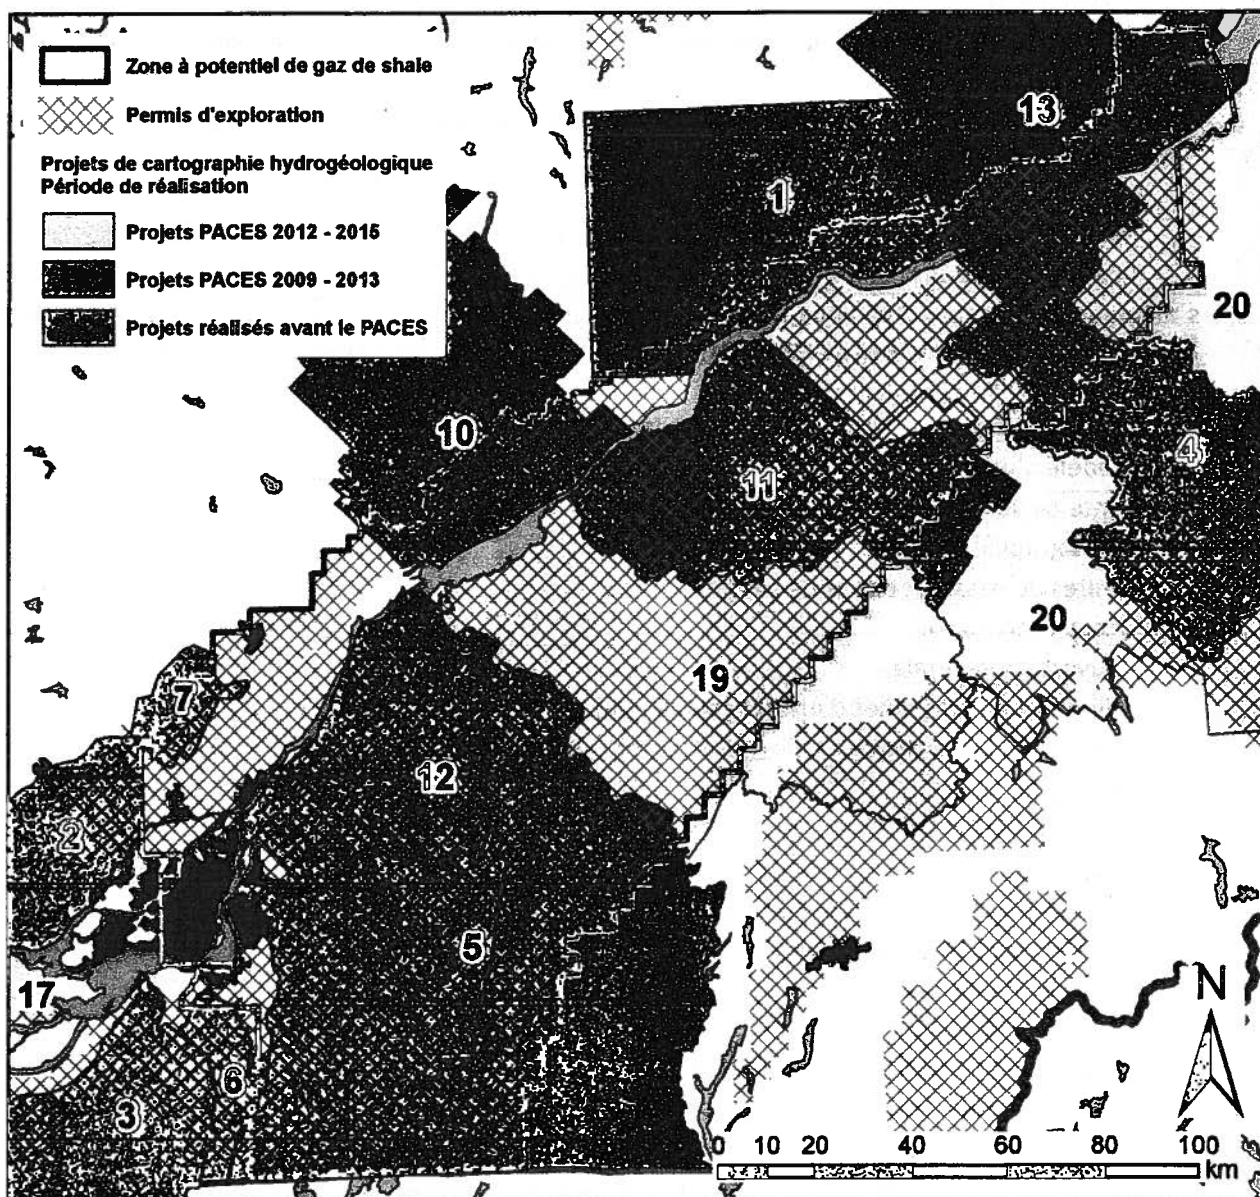 Zone à potentiel de gaz de shale
Permis d'exploration
Projets de cartographie hydrogéologique
Période de réalisation
Projets PACES 2012 - 2015
Projets PACES 2009 - 2013
Projets réalisés avant le PACES
13
1
20
10
4
11
20
19
7
12
2
5
17
6
3
N
0 10 20 40 60 80 100
km